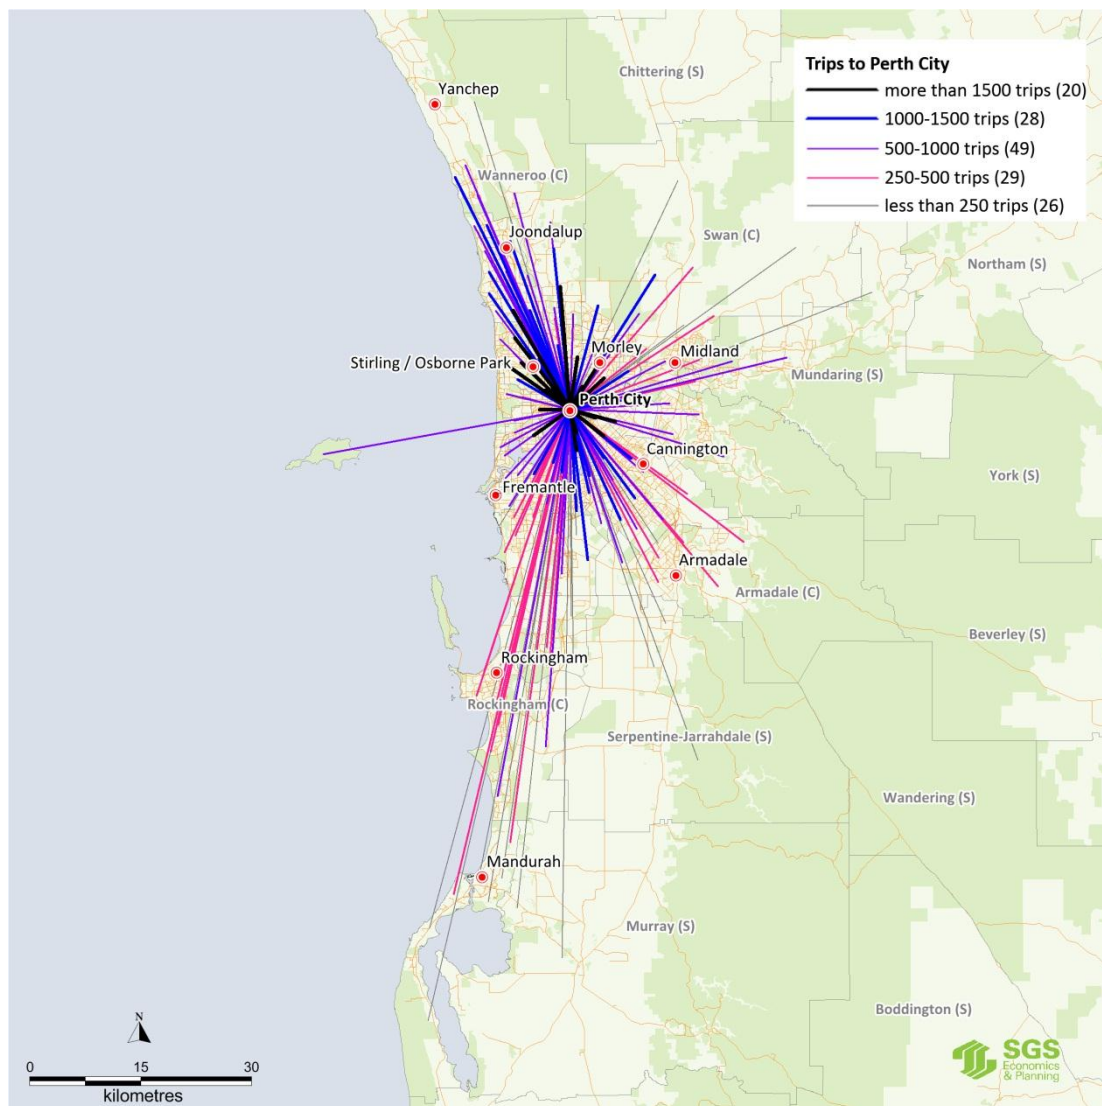 Trips to Perth City
more than 1500 trips (20)
1000-1500 trips (28)
500-1000 trips (49)
250-500 trips (29)
less than 250 trips (26)
Chittering (S)
Yanchep
Wanneroo (C)
Joondalup
Swan (C)
Northam (S)
Stirling / Osborne Park
Morley
Midland
Mundaring (S)
Perth City
Cannington
York (S)
Fremantle
Armadale
Armadale (C)
Beverley (S)
Rockingham
Rockingham (C)
Serpentine-Jarrahdale (S)
Wandering (S)
Mandurah
Murray (S)
Boddington (S)
N
0 15 30
kilometres
SGS
Economics
& Planning